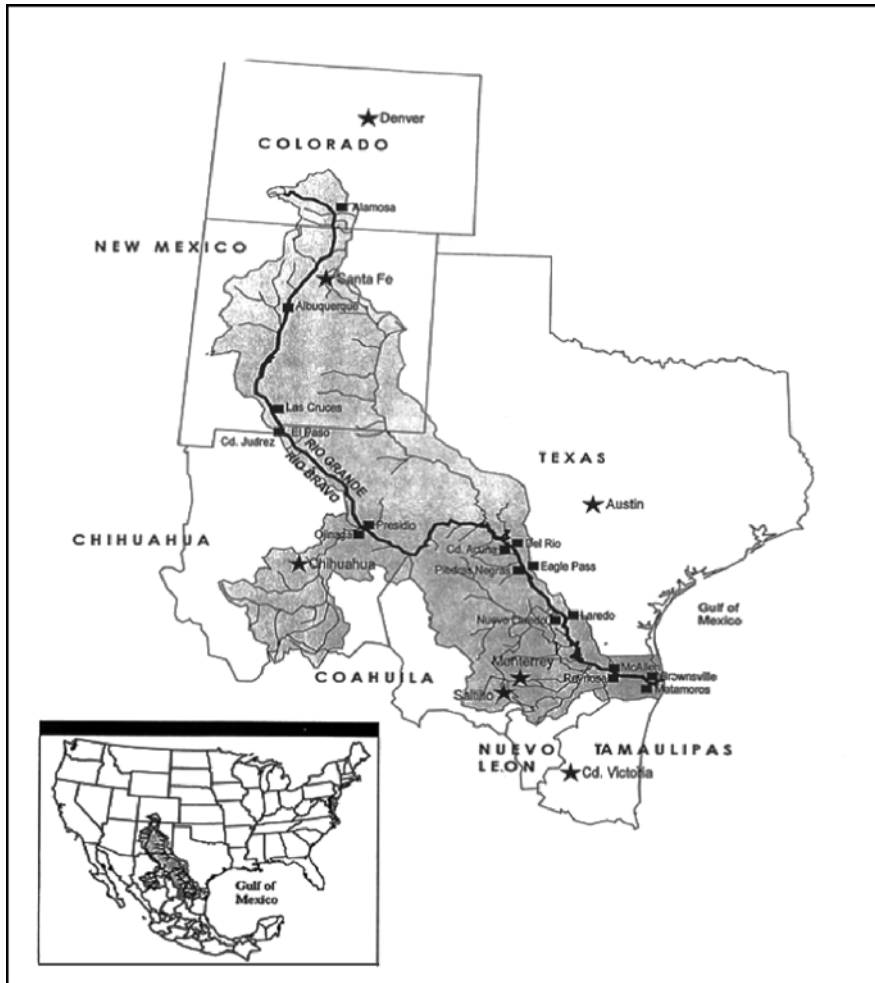 Denver
COLORADO
Alamosa
NEW MEXICO
Santa Fe
Albuquerque
Las Cruces
El Paso
Cd. Juárez
RIO GRANDE
RIO BRAVO
TEXAS
Austin
Presidio
Ojinaga
CHIHUAHUA
Chihuahua
Del Rio
Cd. Acuña
Eagle Pass
Piedras Negras
Laredo
Nuevo Laredo
Gulf of
Mexico
COAHUILA
Monterrey
McAllen
Reynosa
Brownsville
Matamoros
Saltillo
NUEVO
LEON
TAMAULIPAS
Cd. Victoria
Gulf of
Mexico